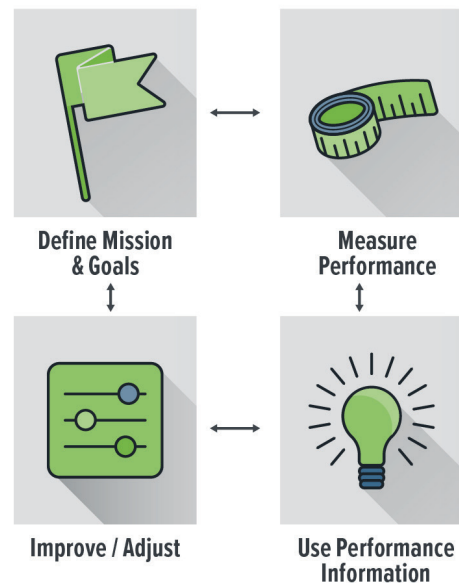 Define Mission
& Goals
Measure
Performance
Improve / Adjust
Use Performance
Information